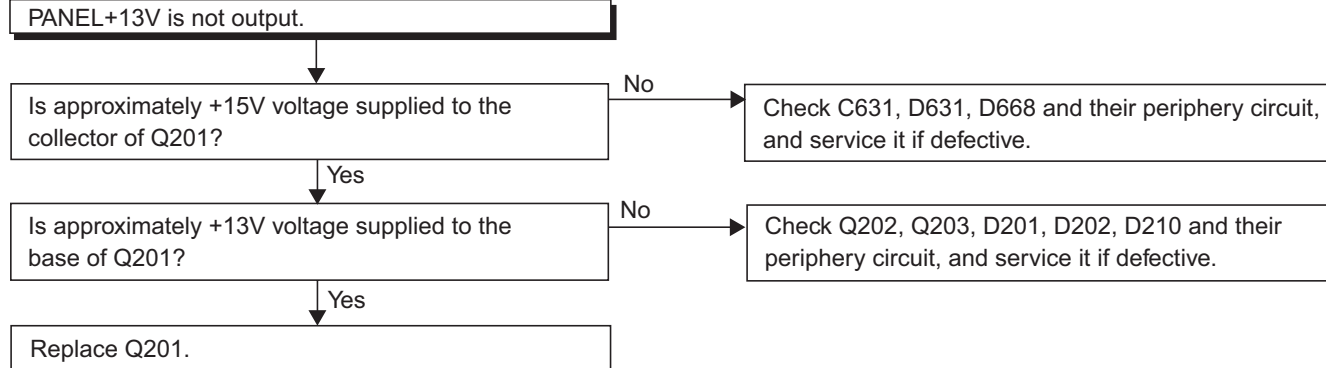 PANEL+13V is not output.
Is approximately +15V voltage supplied to the
collector of Q201?
No
Check C631, D631, D668 and their periphery circuit,
and service it if defective.
Yes
Is approximately +13V voltage supplied to the
base of Q201?
No
Check Q202, Q203, D201, D202, D210 and their
periphery circuit, and service it if defective.
Yes
Replace Q201.